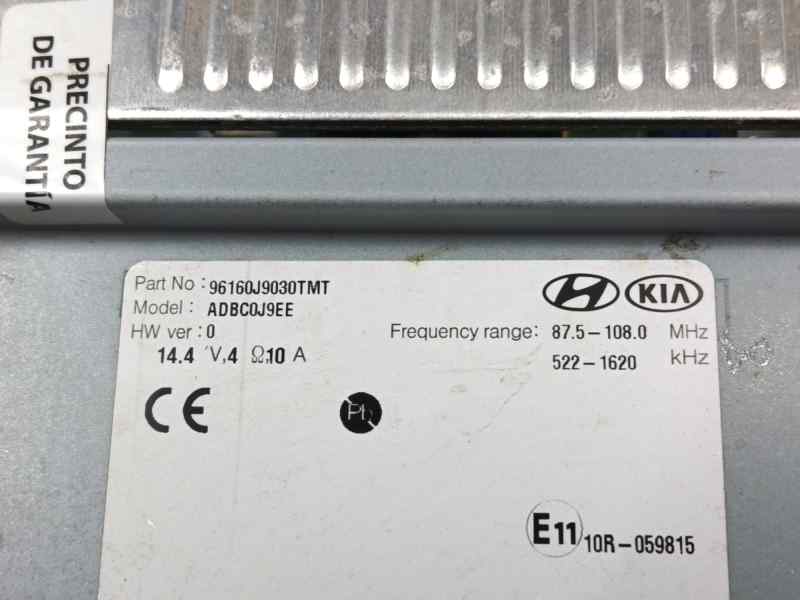 PRECINTO
DE GARANTÍA
Part No : 96160J9030TMT
Model : ADBC0J9EE
HW ver : 0
14.4 V,4 Ω.10 A
KIA
Frequency range: 87.5-108.0 MHz
522-1620 kHz
CE
Pb
E11 10R-059815